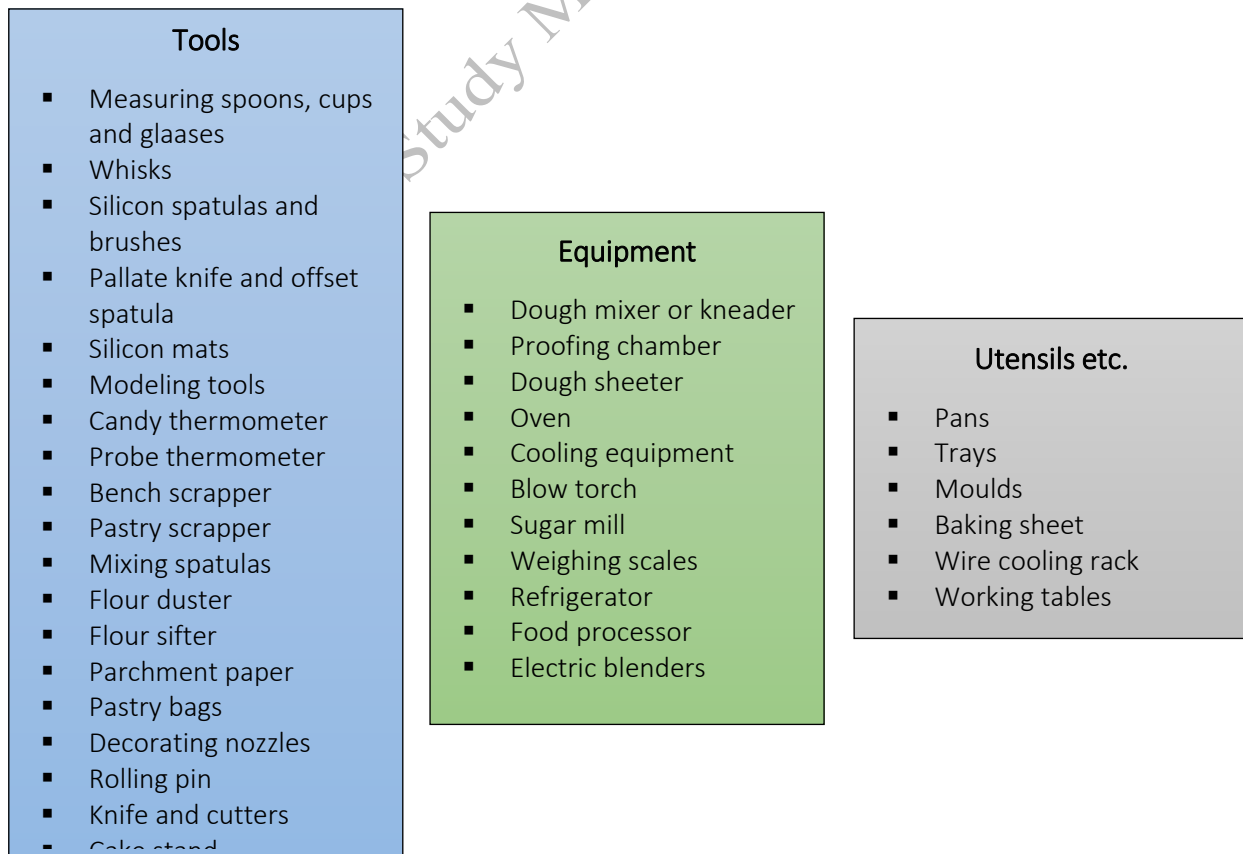 Study M
Tools
▪ Measuring spoons, cups
and glaases
▪ Whisks
▪ Silicon spatulas and
brushes
▪ Pallate knife and offset
spatula
▪ Silicon mats
▪ Modeling tools
▪ Candy thermometer
▪ Probe thermometer
▪ Bench scrapper
▪ Pastry scrapper
▪ Mixing spatulas
▪ Flour duster
▪ Flour sifter
▪ Parchment paper
▪ Pastry bags
▪ Decorating nozzles
▪ Rolling pin
▪ Knife and cutters
▪ Cake stand
Equipment
▪ Dough mixer or kneader
▪ Proofing chamber
▪ Dough sheeter
▪ Oven
▪ Cooling equipment
▪ Blow torch
▪ Sugar mill
▪ Weighing scales
▪ Refrigerator
▪ Food processor
▪ Electric blenders
Utensils etc.
▪ Pans
▪ Trays
▪ Moulds
▪ Baking sheet
▪ Wire cooling rack
▪ Working tables